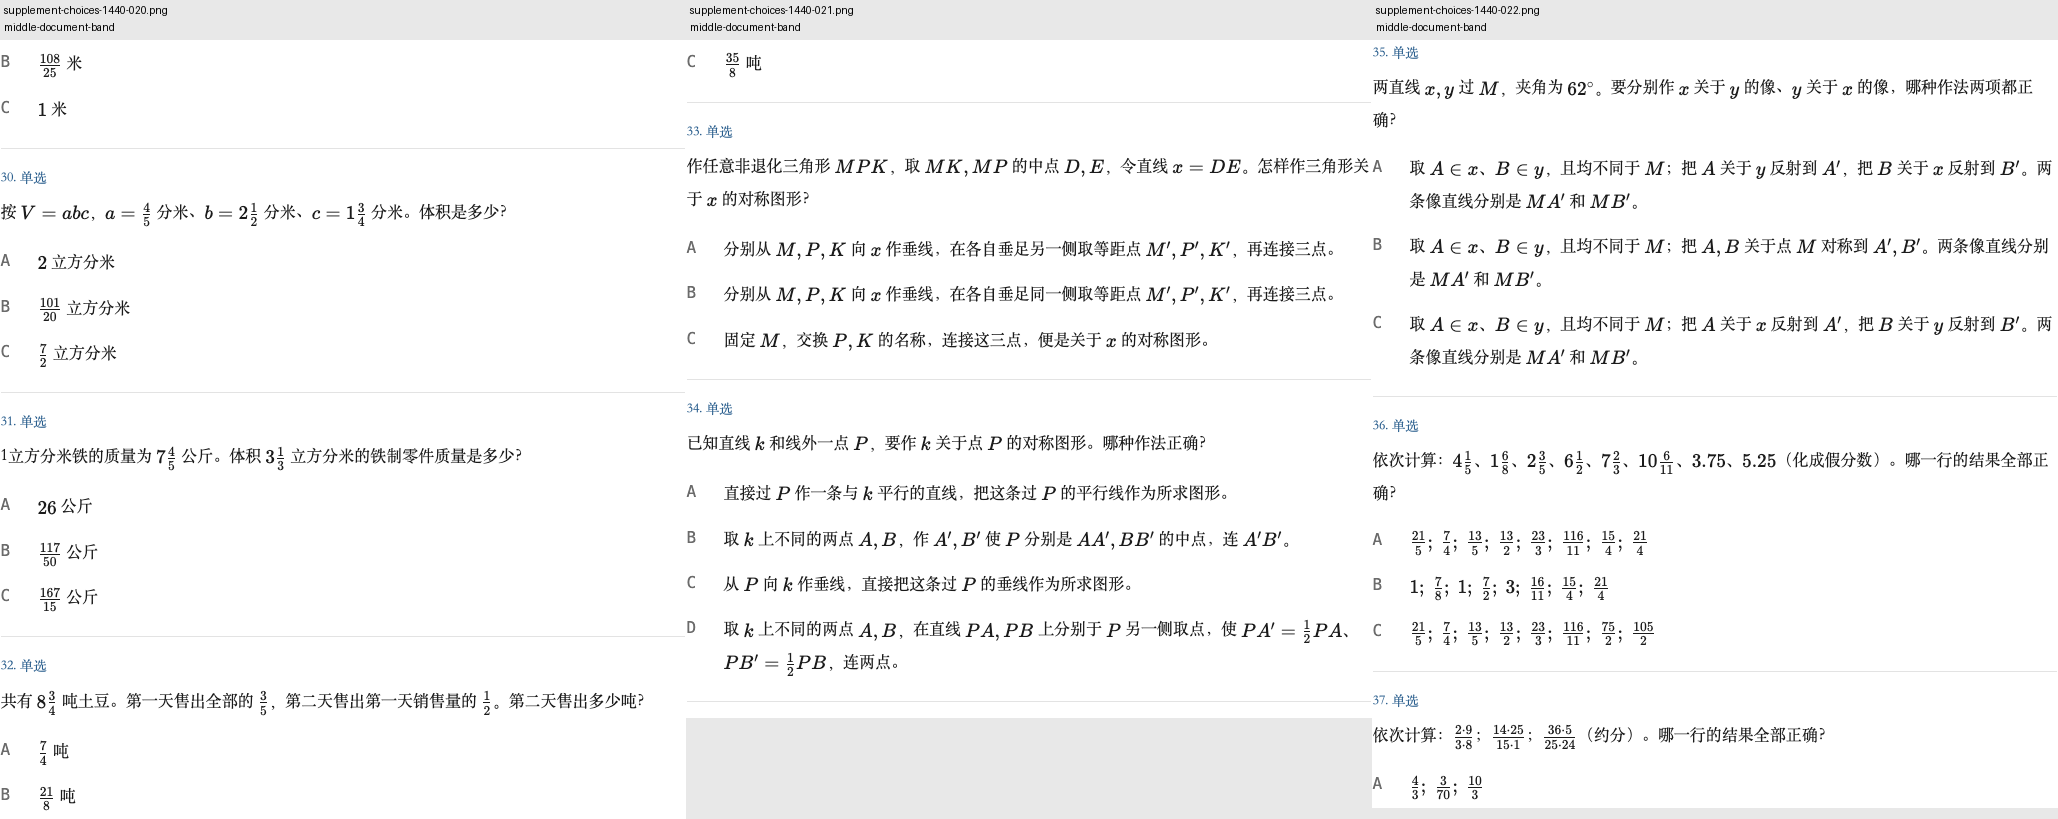 supplement-choices-1440-020.png
middle-document-band
B 108/25 米
C 1 米
30. 单选
按 V = abc，a = 4/5 分米、b = 2 1/2 分米、c = 1 3/4 分米。体积是多少？
A 2 立方分米
B 101/20 立方分米
C 7/2 立方分米
31. 单选
1立方分米铁的质量为 7 4/5 公斤。体积 3 1/3 立方分米的铁制零件质量是多少？
A 26 公斤
B 117/50 公斤
C 167/15 公斤
32. 单选
共有 8 3/4 吨土豆。第一天售出全部的 3/5，第二天售出第一天销售量的 1/2。第二天售出多少吨？
A 7/4 吨
B 21/8 吨
supplement-choices-1440-021.png
middle-document-band
C 35/8 吨
33. 单选
作任意非退化三角形 MPK，取 MK, MP 的中点 D, E，令直线 x = DE。怎样作三角形关
于 x 的对称图形？
A 分别从 M, P, K 向 x 作垂线，在各自垂足另一侧取等距点 M′, P′, K′，再连接三点。
B 分别从 M, P, K 向 x 作垂线，在各自垂足同一侧取等距点 M′, P′, K′，再连接三点。
C 固定 M，交换 P, K 的名称，连接这三点，便是关于 x 的对称图形。
34. 单选
已知直线 k 和线外一点 P，要作 k 关于点 P 的对称图形。哪种作法正确？
A 直接过 P 作一条与 k 平行的直线，把这条过 P 的平行线作为所求图形。
B 取 k 上不同的两点 A, B，作 A′, B′ 使 P 分别是 AA′, BB′ 的中点，连 A′B′。
C 从 P 向 k 作垂线，直接把这条过 P 的垂线作为所求图形。
D 取 k 上不同的两点 A, B，在直线 PA, PB 上分别于 P 另一侧取点，使 PA′ = 1/2 PA、
PB′ = 1/2 PB，连两点。
supplement-choices-1440-022.png
middle-document-band
35. 单选
两直线 x, y 过 M，夹角为 62°。要分别作 x 关于 y 的像、y 关于 x 的像，哪种作法两项都正
确？
A 取 A ∈ x、B ∈ y，且均不同于 M；把 A 关于 y 反射到 A′，把 B 关于 x 反射到 B′。两
条像直线分别是 MA′ 和 MB′。
B 取 A ∈ x、B ∈ y，且均不同于 M；把 A, B 关于点 M 对称到 A′, B′。两条像直线分别
是 MA′ 和 MB′。
C 取 A ∈ x、B ∈ y，且均不同于 M；把 A 关于 x 反射到 A′，把 B 关于 y 反射到 B′。两
条像直线分别是 MA′ 和 MB′。
36. 单选
依次计算：4 1/5、1 6/8、2 3/5、6 1/2、7 2/3、10 6/11、3.75、5.25（化成假分数）。哪一行的结果全部正
确？
A 21/5; 7/4; 13/5; 13/2; 23/3; 116/11; 15/4; 21/4
B 1; 7/8; 1; 7/2; 3; 16/11; 15/4; 21/4
C 21/5; 7/4; 13/5; 13/2; 23/3; 116/11; 75/2; 105/2
37. 单选
依次计算：2·9/3·8；14·25/15·1；36·5/25·24（约分）。哪一行的结果全部正确？
A 4/3; 3/70; 10/3